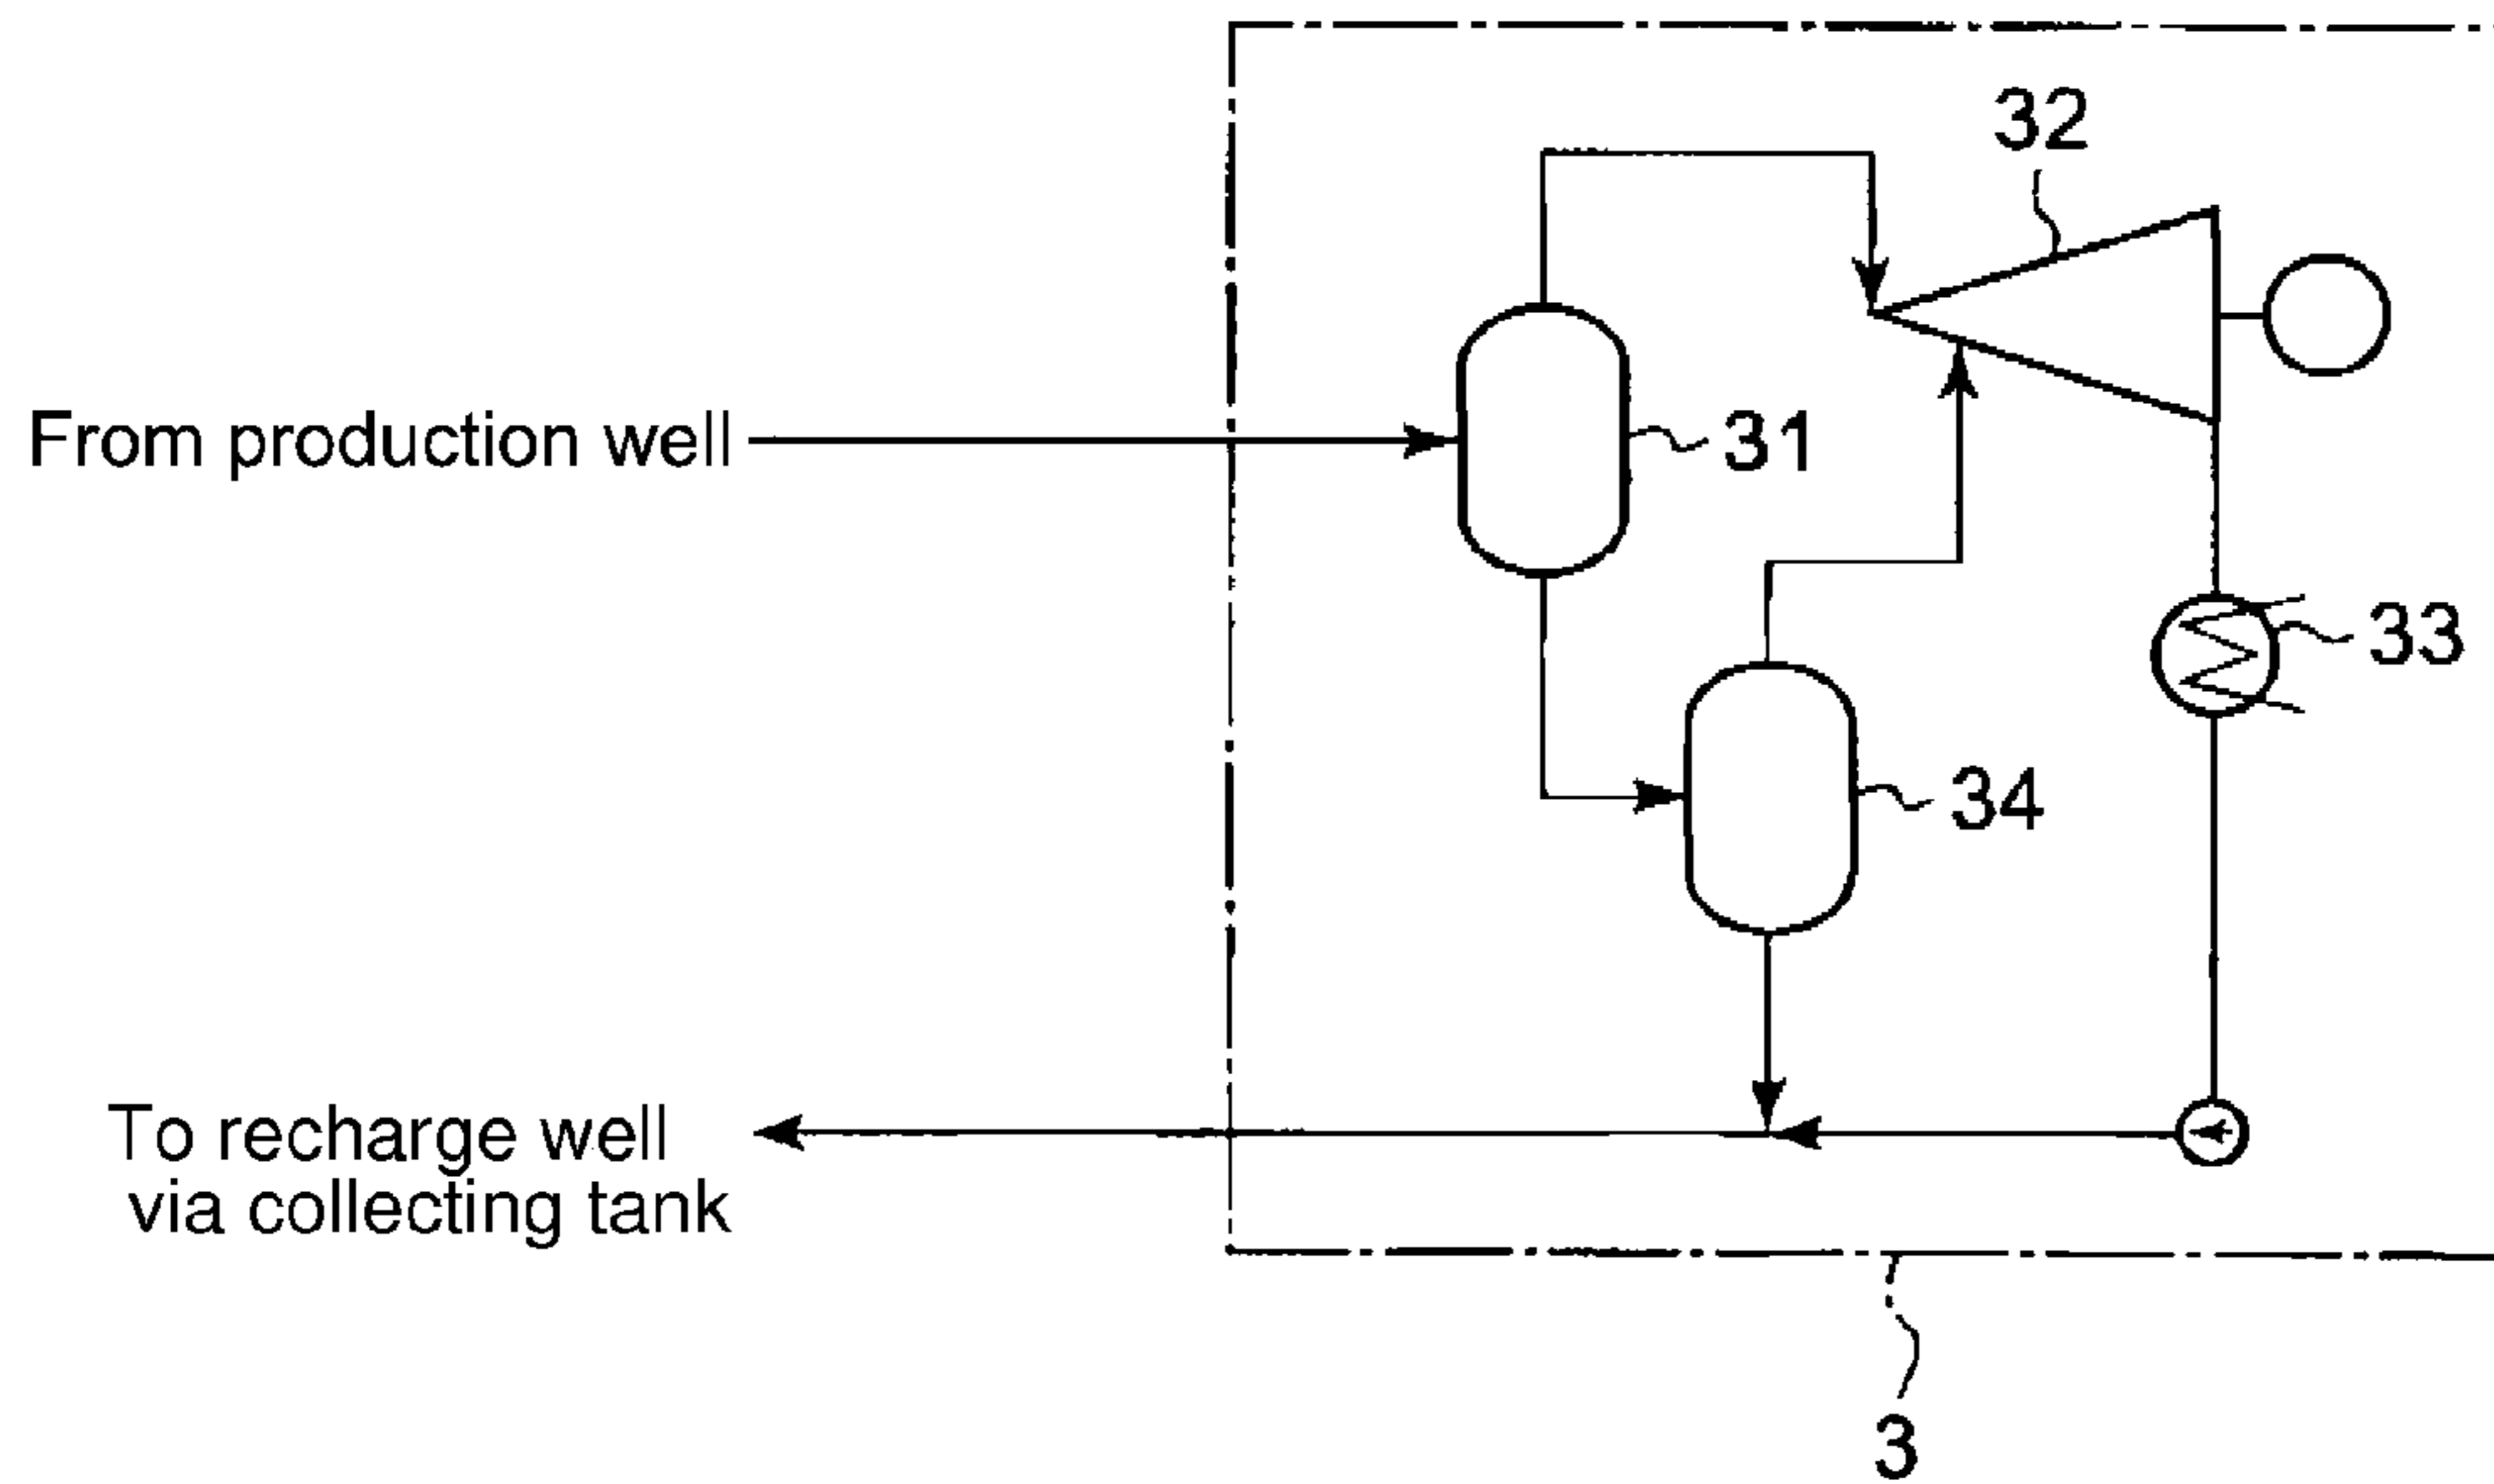 32
From production well
31
33
34
To recharge well
via collecting tank
3